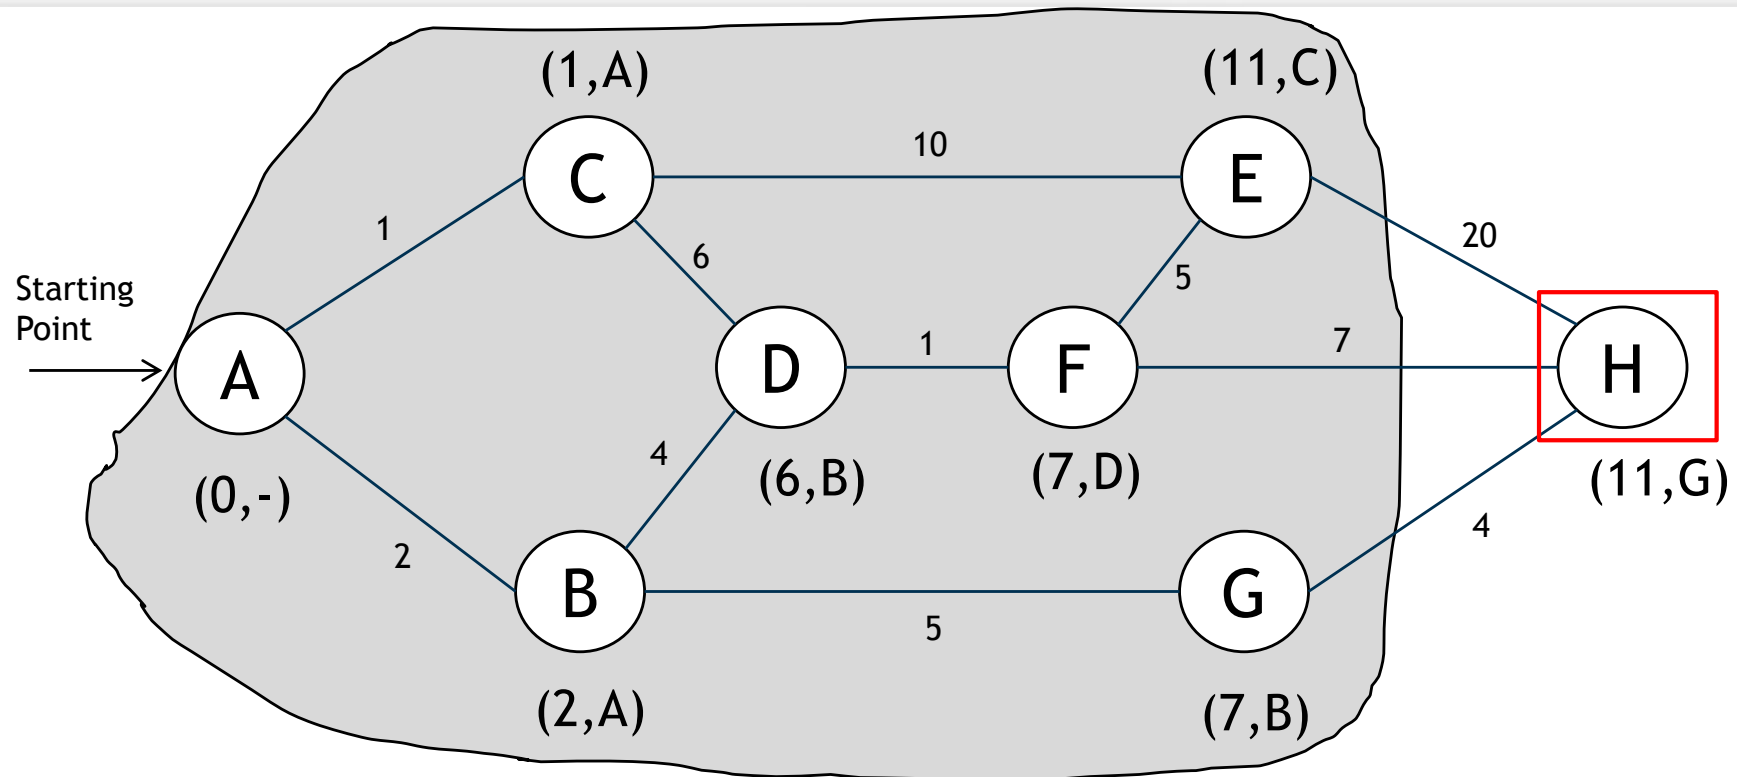 (1,A)
(11,C)
C
10
E
1
6
20
5
Starting
Point
A
D
1
F
7
H
(0,-)
4
(6,B)
(7,D)
(11,G)
2
4
B
5
G
(2,A)
(7,B)